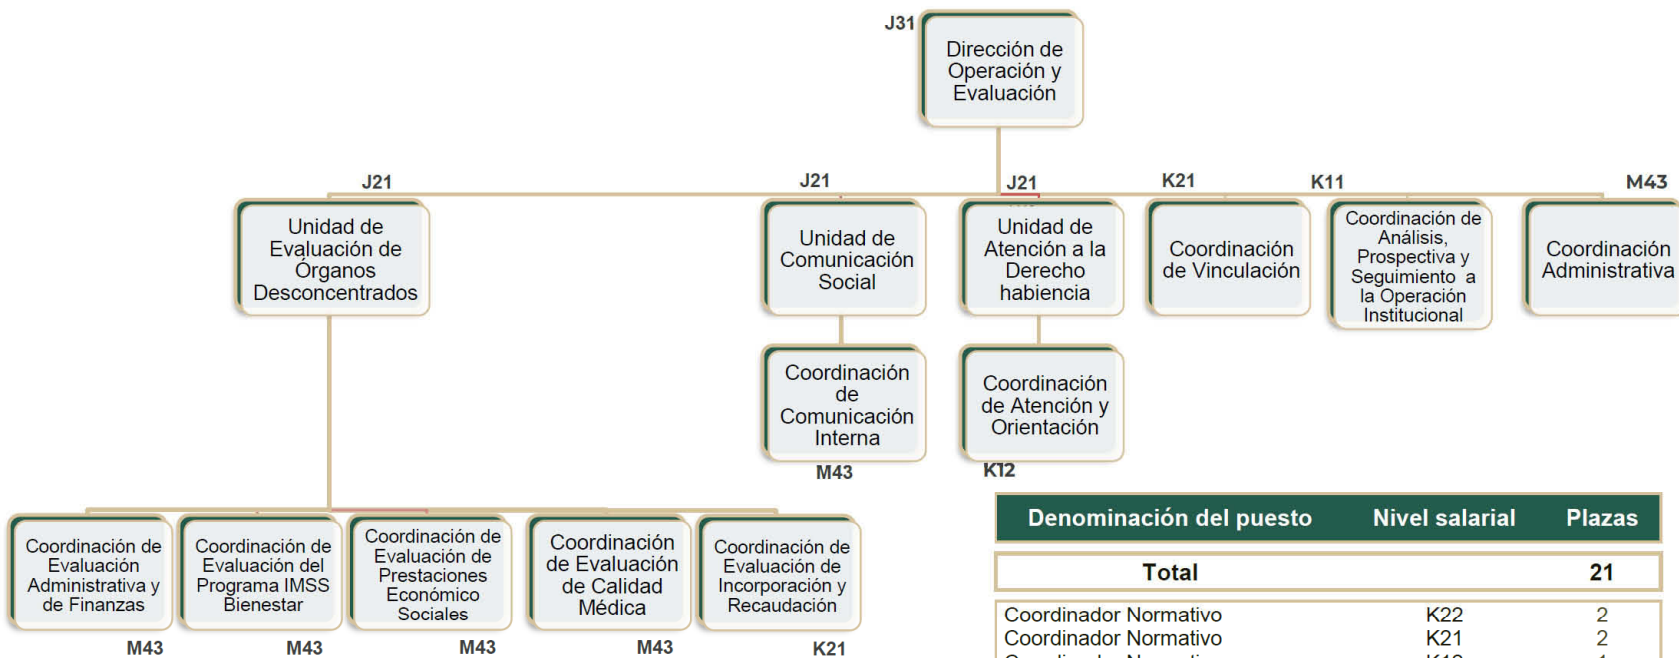 J31
Dirección de
Operación y
Evaluación
J21
J21
J21
K21
K11
M43
Unidad de
Evaluación de
Órganos
Desconcentrados
Unidad de
Comunicación
Social
Unidad de
Atención a la
Derecho
habiencia
Coordinación
de Vinculación
Coordinación de
Análisis,
Prospectiva y
Seguimiento a
la Operación
Institucional
Coordinación
Administrativa
Coordinación
de
Comunicación
Interna
M43
Coordinación
de Atención y
Orientación
K12
Coordinación de
Evaluación
Administrativa y
de Finanzas
M43
Coordinación de
Evaluación del
Programa IMSS
Bienestar
M43
Coordinación de
Evaluación de
Prestaciones
Económico
Sociales
M43
Coordinación
de Evaluación
de Calidad
Médica
M43
Coordinación de
Evaluación de
Incorporación y
Recaudación
K21
Denominación del puesto Nivel salarial Plazas
Total 21
Coordinador Normativo K22 2
Coordinador Normativo K21 2